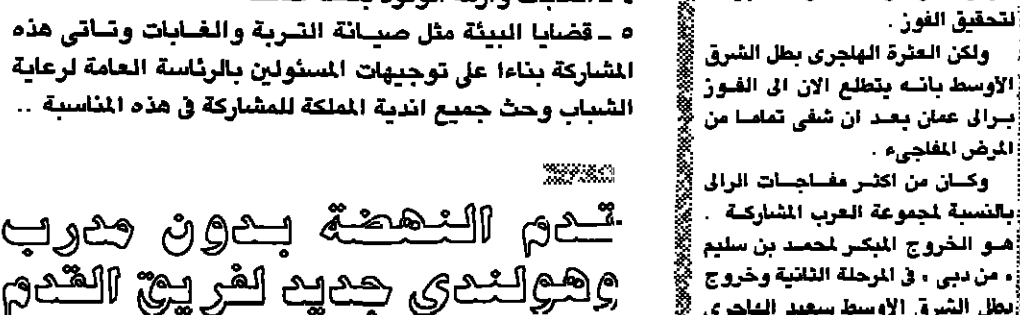 لتحقيق الفوز .
ولكن العثرة الهاجرى بطل الشرق
الأوسط بانه يتطلع الان الى الفوز
برالى عمان بعد ان شفى تماما من
المرض المفاجىء .
وكان من اكثر مفاجات الرالى
بالنسبة لمجموعة العرب المشاركة .
هو الخروج المبكر لمحمد بن سليم
« من دبى » فى المرحلة الثانية وخروج
بطل الشرق الاوسط سعيد الهاجرى
٥ ـ قضايا البيئة مثل صيانة التربة والغابات وتاتى هذه
المشاركة بناءا على توجيهات المسئولين بالرئاسة العامة لرعاية
الشباب وحث جميع اندية المملكة للمشاركة فى هذه المناسبة ..
قدم النهضة بدون مدرب
وهولندى جديد لفريق القدم